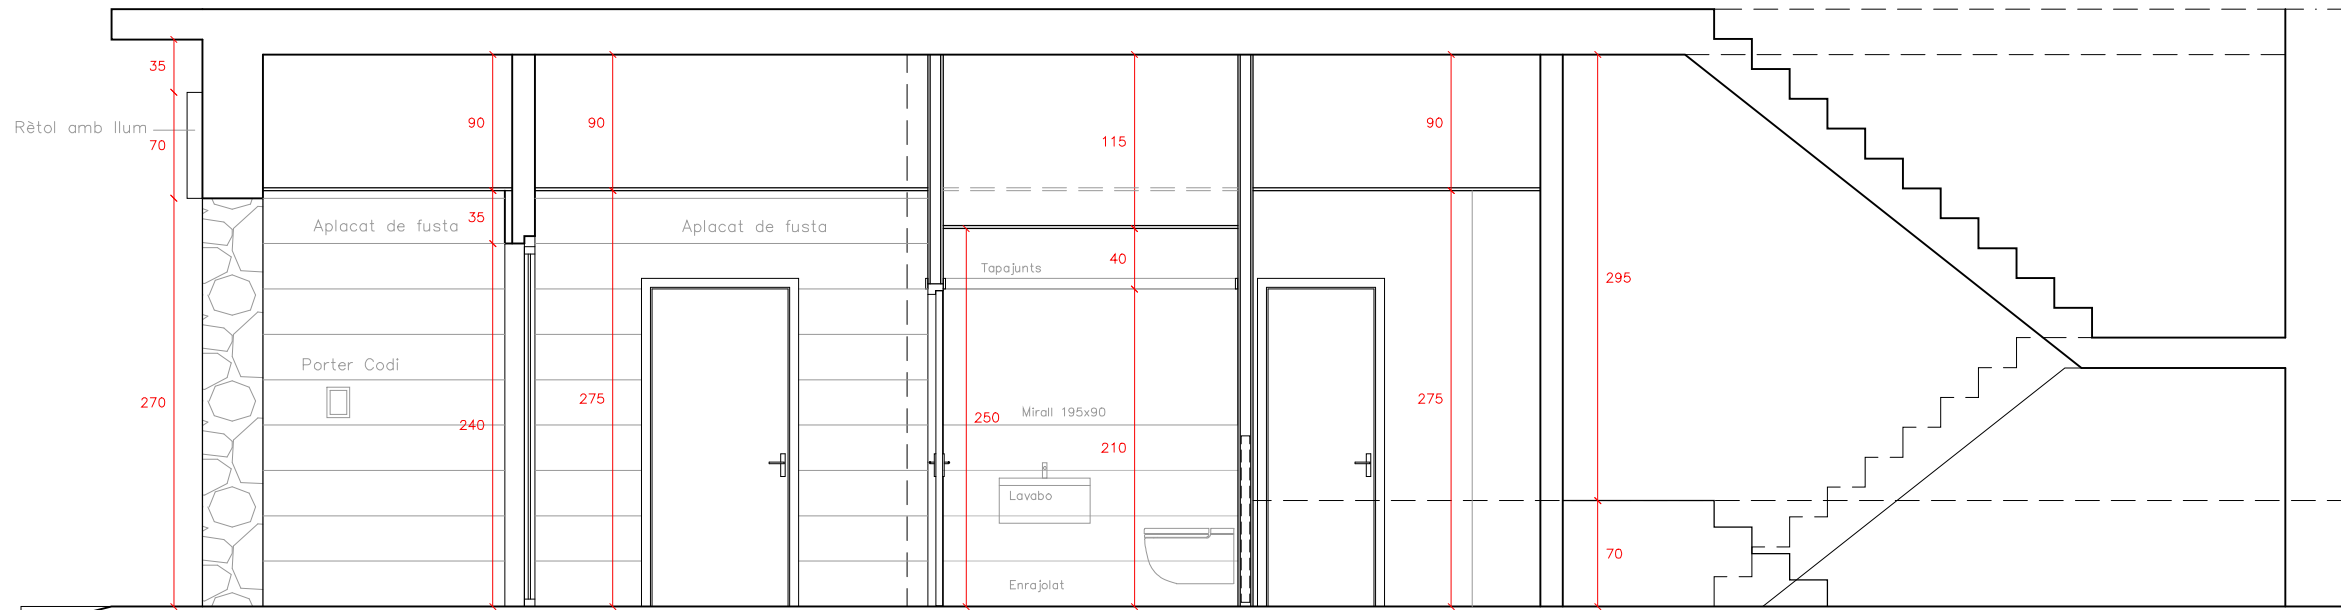 35
Rètol amb llum
70
90
90
115
90
Aplacat de fusta
35
Aplacat de fusta
Tapajunts
40
295
Porter Codi
270
275
240
250
Mirall 195x90
210
275
Lavabo
Enrajolat
70